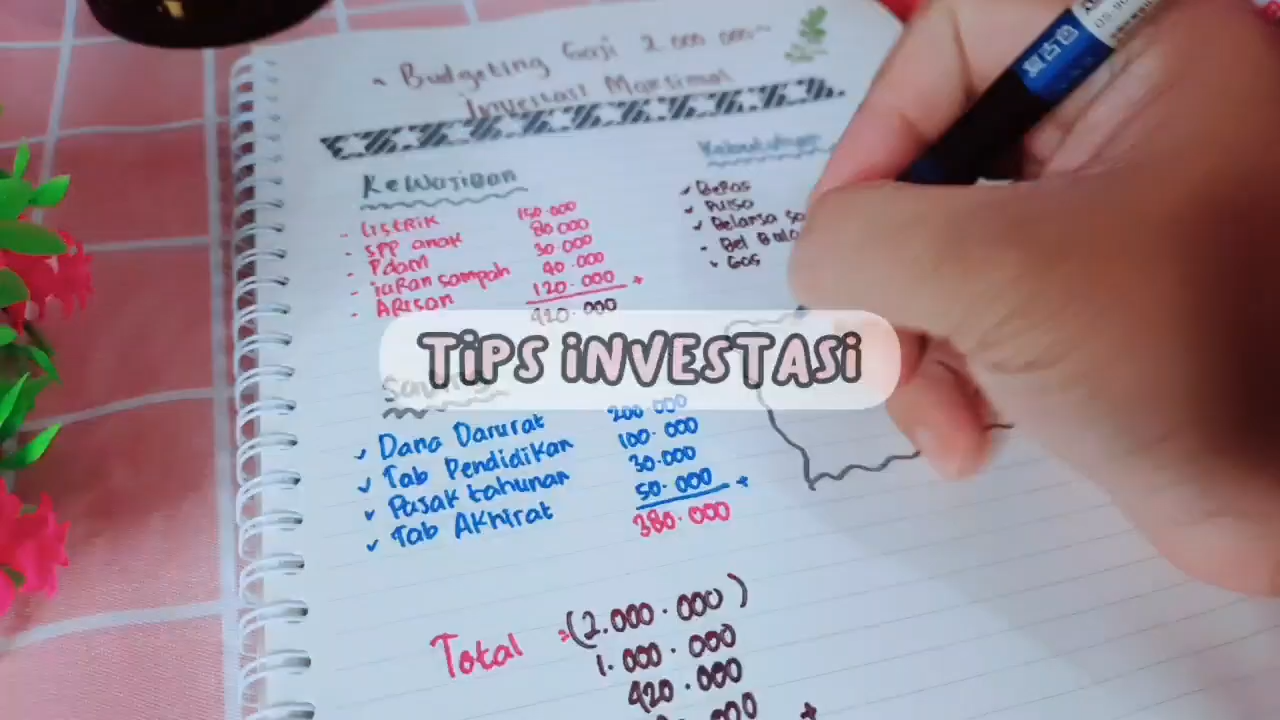 ~ Budgeting Gaji 2.000.000~
Investasi Maksimal
Kewajiban
- Listrik 150.000
- SPP anak 80.000
- Pdam 30.000
- iuran sampah 40.000
- ARisan 120.000 +
420.000
✓ Beras
✓ Pulsa
✓ Belanja
- Gas
TiPS iNVESTASi
Saving
✓ Dana Darurat 200.000
✓ Tab Pendidikan 100.000
✓ Pajak tahunan 30.000
✓ Tab Akhirat 50.000 +
380.000
Total =(2.000.000)
1.000.000
420.000